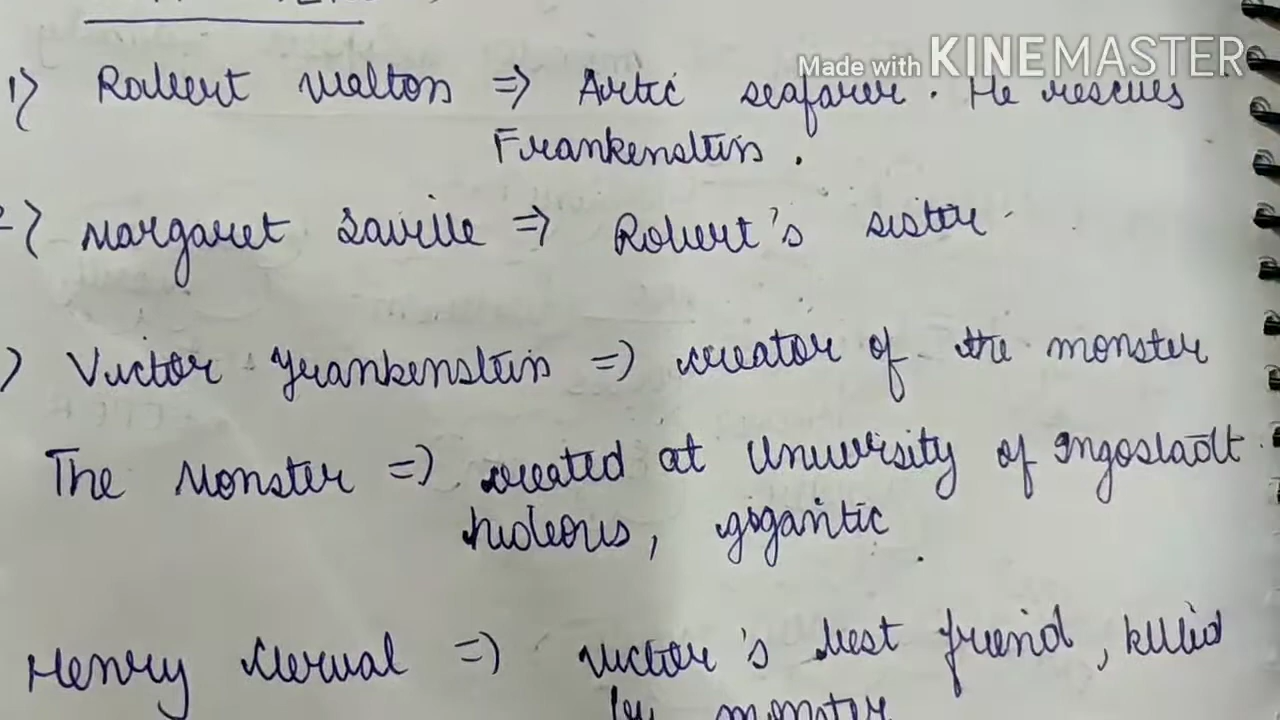 Made with KINEMASTER
1) Robert Walton => Artic seafarer. He rescues
Frankenstein.
2) Margaret Saville => Robert's sister.
) Victor Frankenstein => creator of the monster
The Monster => created at University of Ingosladt.
hideous, gigantic
Henry Clerval => victor's best friend, killed
by monster